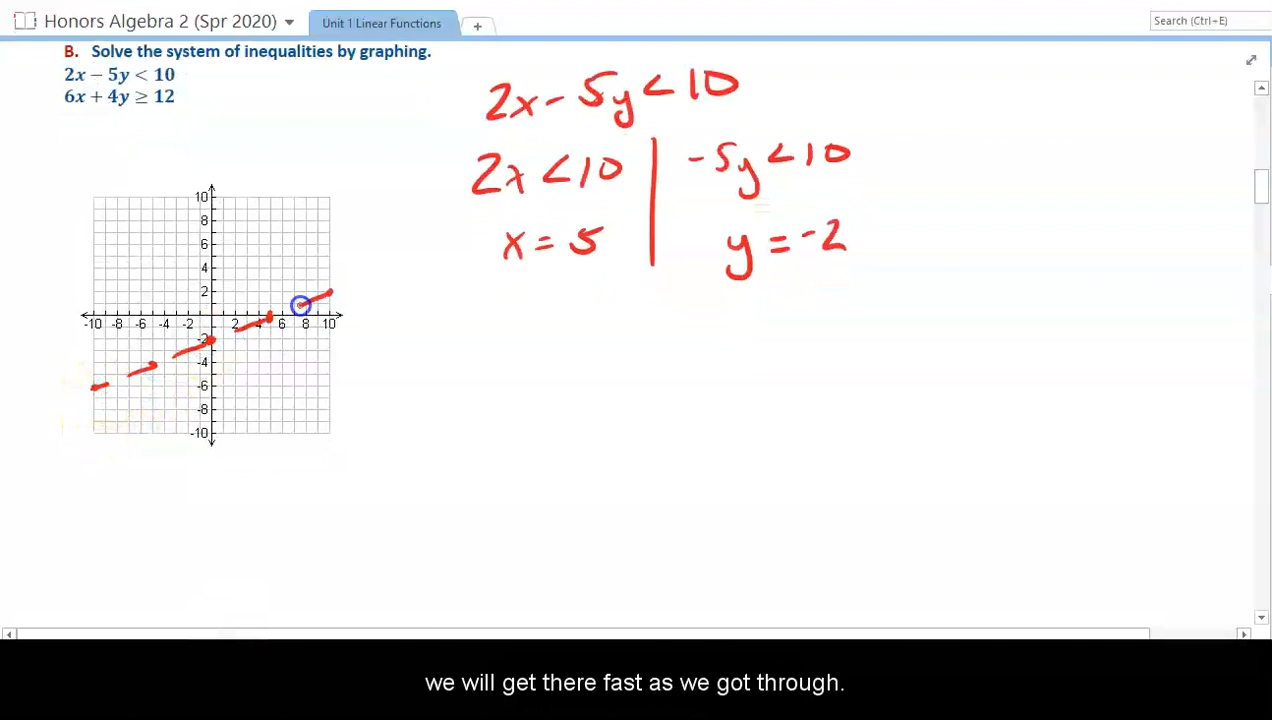 Honors Algebra 2 (Spr 2020)
Unit 1 Linear Functions
+
Search (Ctrl+E)
B. Solve the system of inequalities by graphing.
2x − 5y < 10
6x + 4y ≥ 12
2x - 5y < 10
2x < 10
-5y < 10
x = 5
y = -2
10
8
6
4
2
-10 -8 -6 -4 -2 2 4 6 8 10
-2
-4
-6
-8
-10
we will get there fast as we got through.